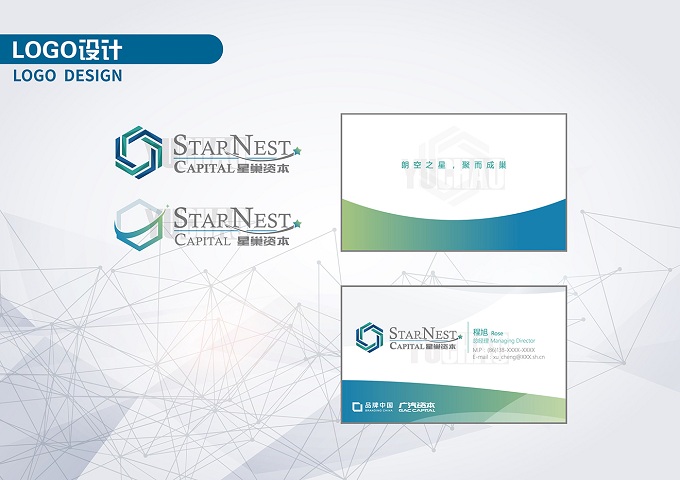 LOGO设计
LOGO DESIGN
STARNEST
CAPITAL 星巢资本
STARNEST
CAPITAL 星巢资本
朗空之星，聚而成巢
YUCHAO
STARNEST
CAPITAL 星巢资本
程旭 Rose
总经理 Managing Director
M.P : (86)138-XXXX-XXXX
E-mail : xu_cheng@XXX.sh.cn
品牌中国
BRANDING CHINA
广汽资本
GAC CAPITAL